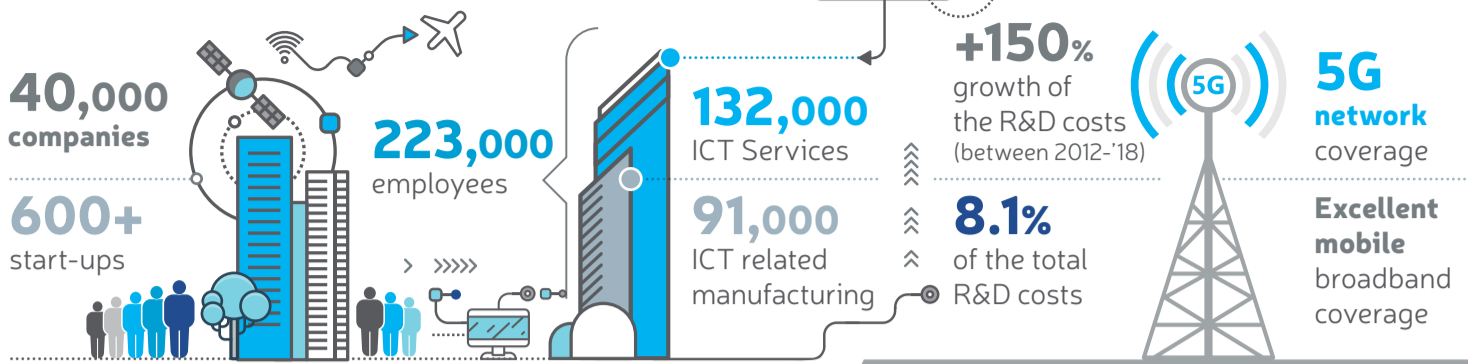 40,000
companies
600+
start-ups
223,000
employees
132,000
ICT Services
91,000
ICT related
manufacturing
+150%
growth of
the R&D costs
(between 2012-'18)
8.1%
of the total
R&D costs
5G
5G
network
coverage
Excellent
mobile
broadband
coverage